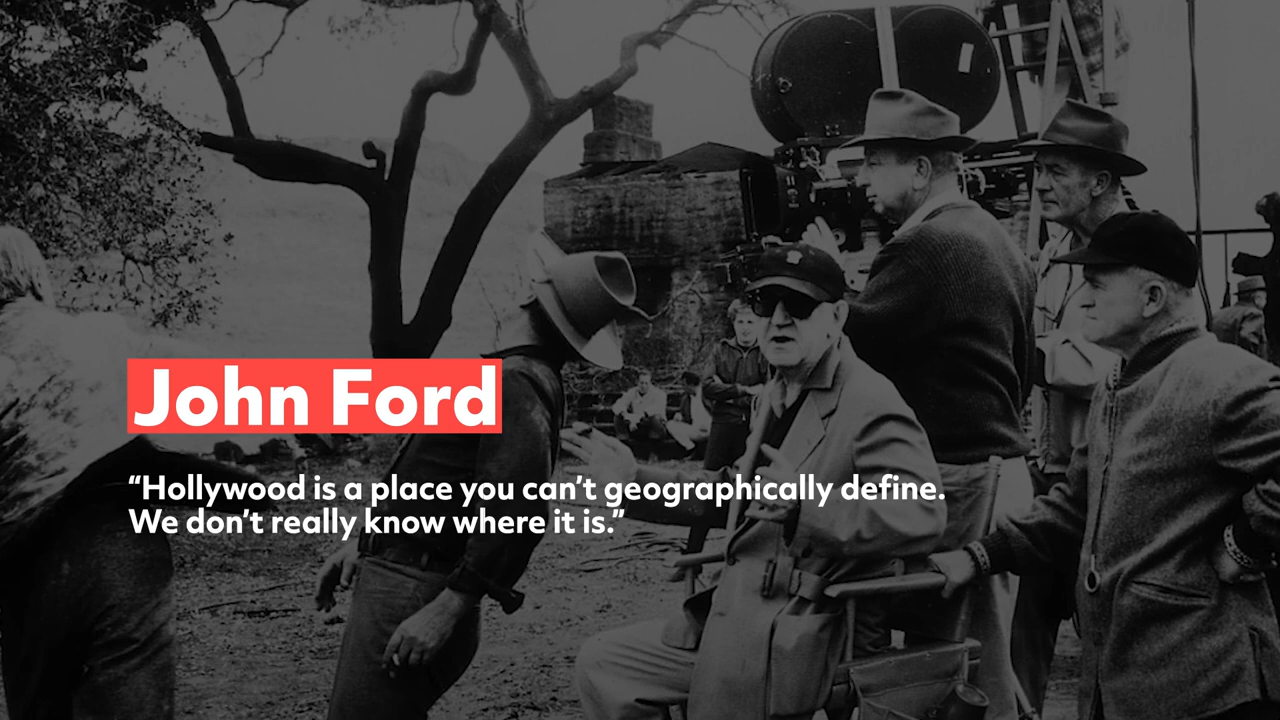 John Ford
“Hollywood is a place you can’t geographically define.
We don’t really know where it is.”